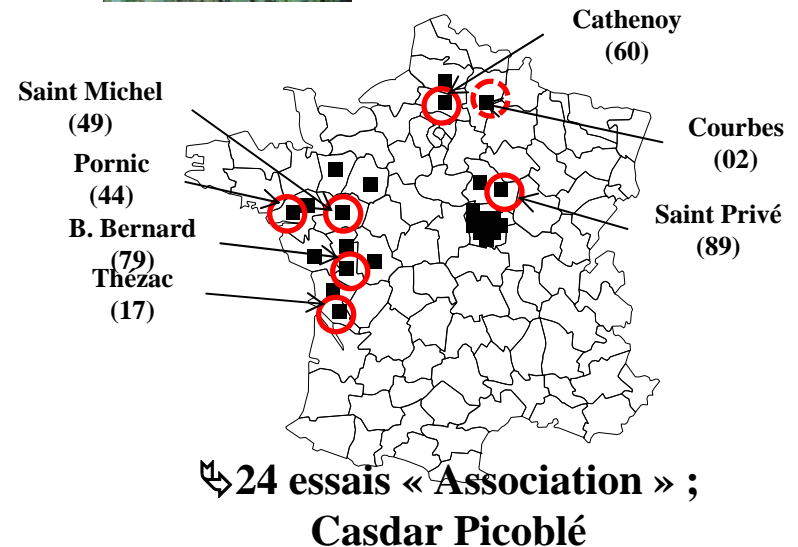 Cathenoy
(60)
Saint Michel
(49)
Courbes
(02)
Pornic
(44)
Saint Privé
(89)
B. Bernard
(79)
Thézac
(17)
24 essais « Association » ;
Casdar Picoblé